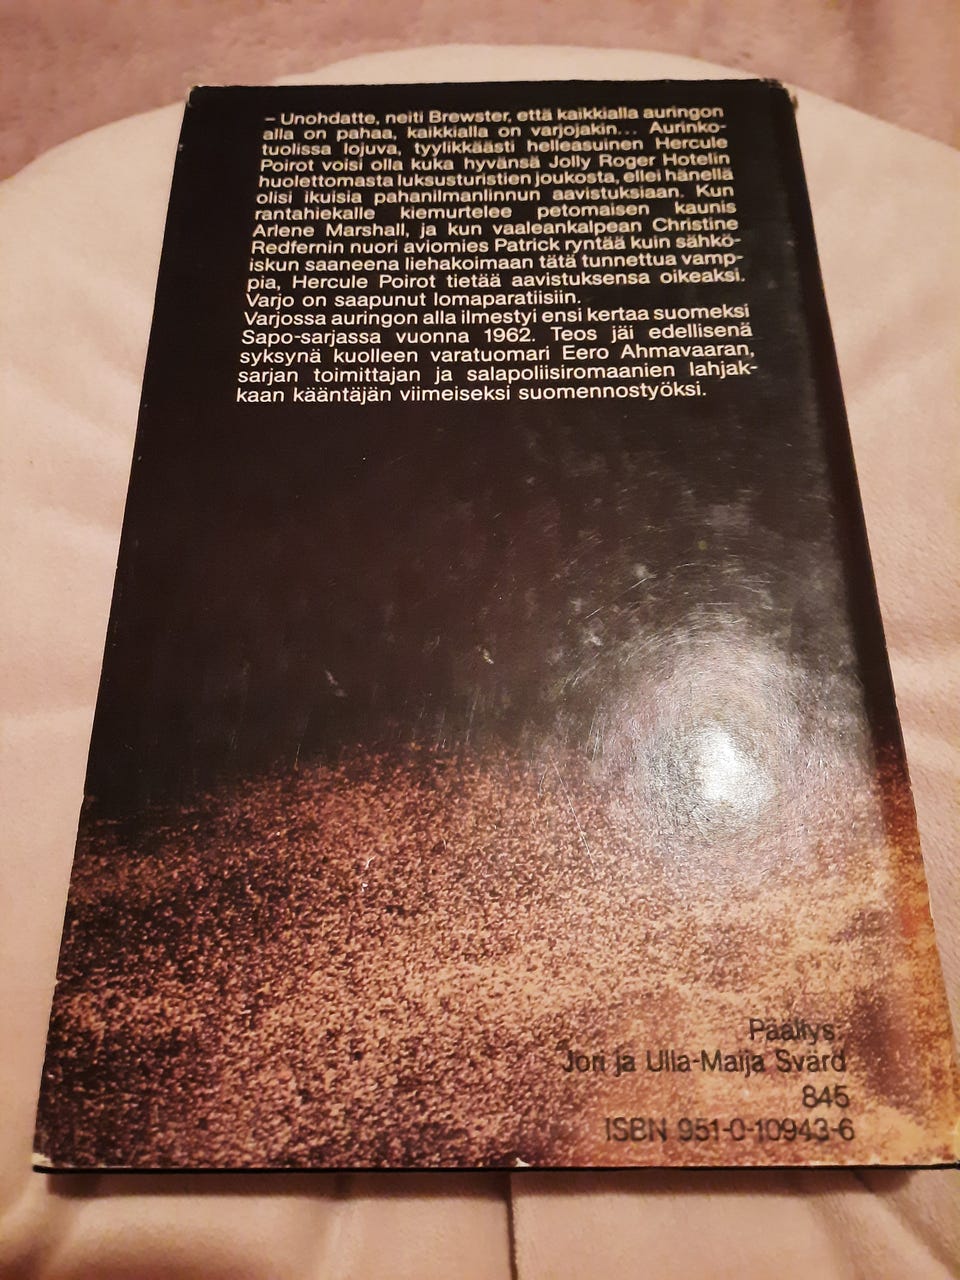 – Unohdatte, neiti Brewster, että kaikkialla auringon
alla on pahaa, kaikkialla on varjojakin... Aurinko-
tuolissa lojuva, tyylikkäästi helleasuinen Hercule
Poirot voisi olla kuka hyvänsä Jolly Roger Hotelin
huolettomasta luksusturistien joukosta, ellei hänellä
olisi ikuisia pahanilmanlinnun aavistuksiaan. Kun
rantahiekalle kiemurtelee petomaisen kaunis
Arlene Marshall, ja kun vaaleankalpean Christine
Redfernin nuori aviomies Patrick ryntää kuin sähkö-
iskun saaneena liehakoimaan tätä tunnettua vamp-
pia, Hercule Poirot tietää aavistuksensa oikeaksi.
Varjo on saapunut lomaparatiisiin.
Varjossa auringon alla ilmestyi ensi kertaa suomeksi
Sapo-sarjassa vuonna 1962. Teos jäi edellisenä
syksynä kuolleen varatuomari Eero Ahmavaaran,
sarjan toimittajan ja salapoliisiromaanien lahjak-
kaan kääntäjän viimeiseksi suomennostyöksi.
Päällys:
Jori ja Ulla-Maija Svärd
845
ISBN 951-0-10943-6